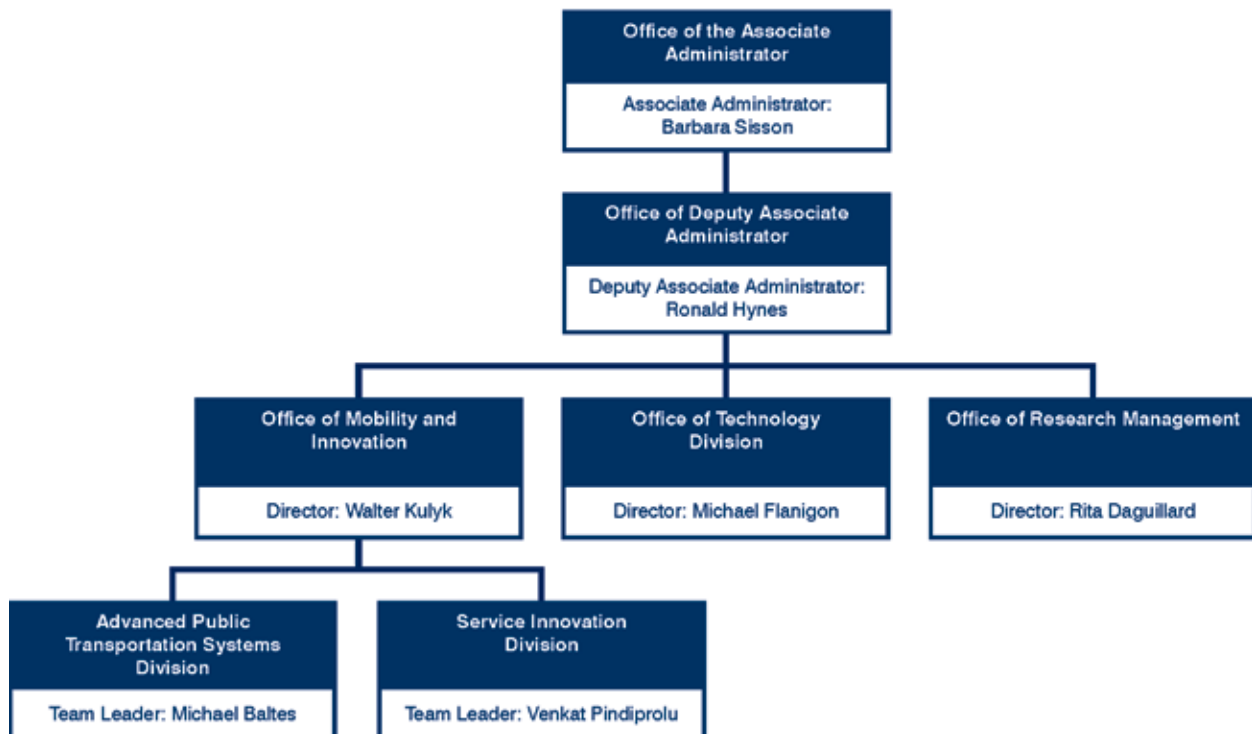 Office of the Associate
Administrator
Associate Administrator:
Barbara Sisson
Office of Deputy Associate
Administrator
Deputy Associate Administrator:
Ronald Hynes
Office of Mobility and
Innovation
Director: Walter Kulyk
Office of Technology
Division
Director: Michael Flanigon
Office of Research Management
Director: Rita Daguillard
Advanced Public
Transportation Systems
Division
Team Leader: Michael Baltes
Service Innovation
Division
Team Leader: Venkat Pindiprolu